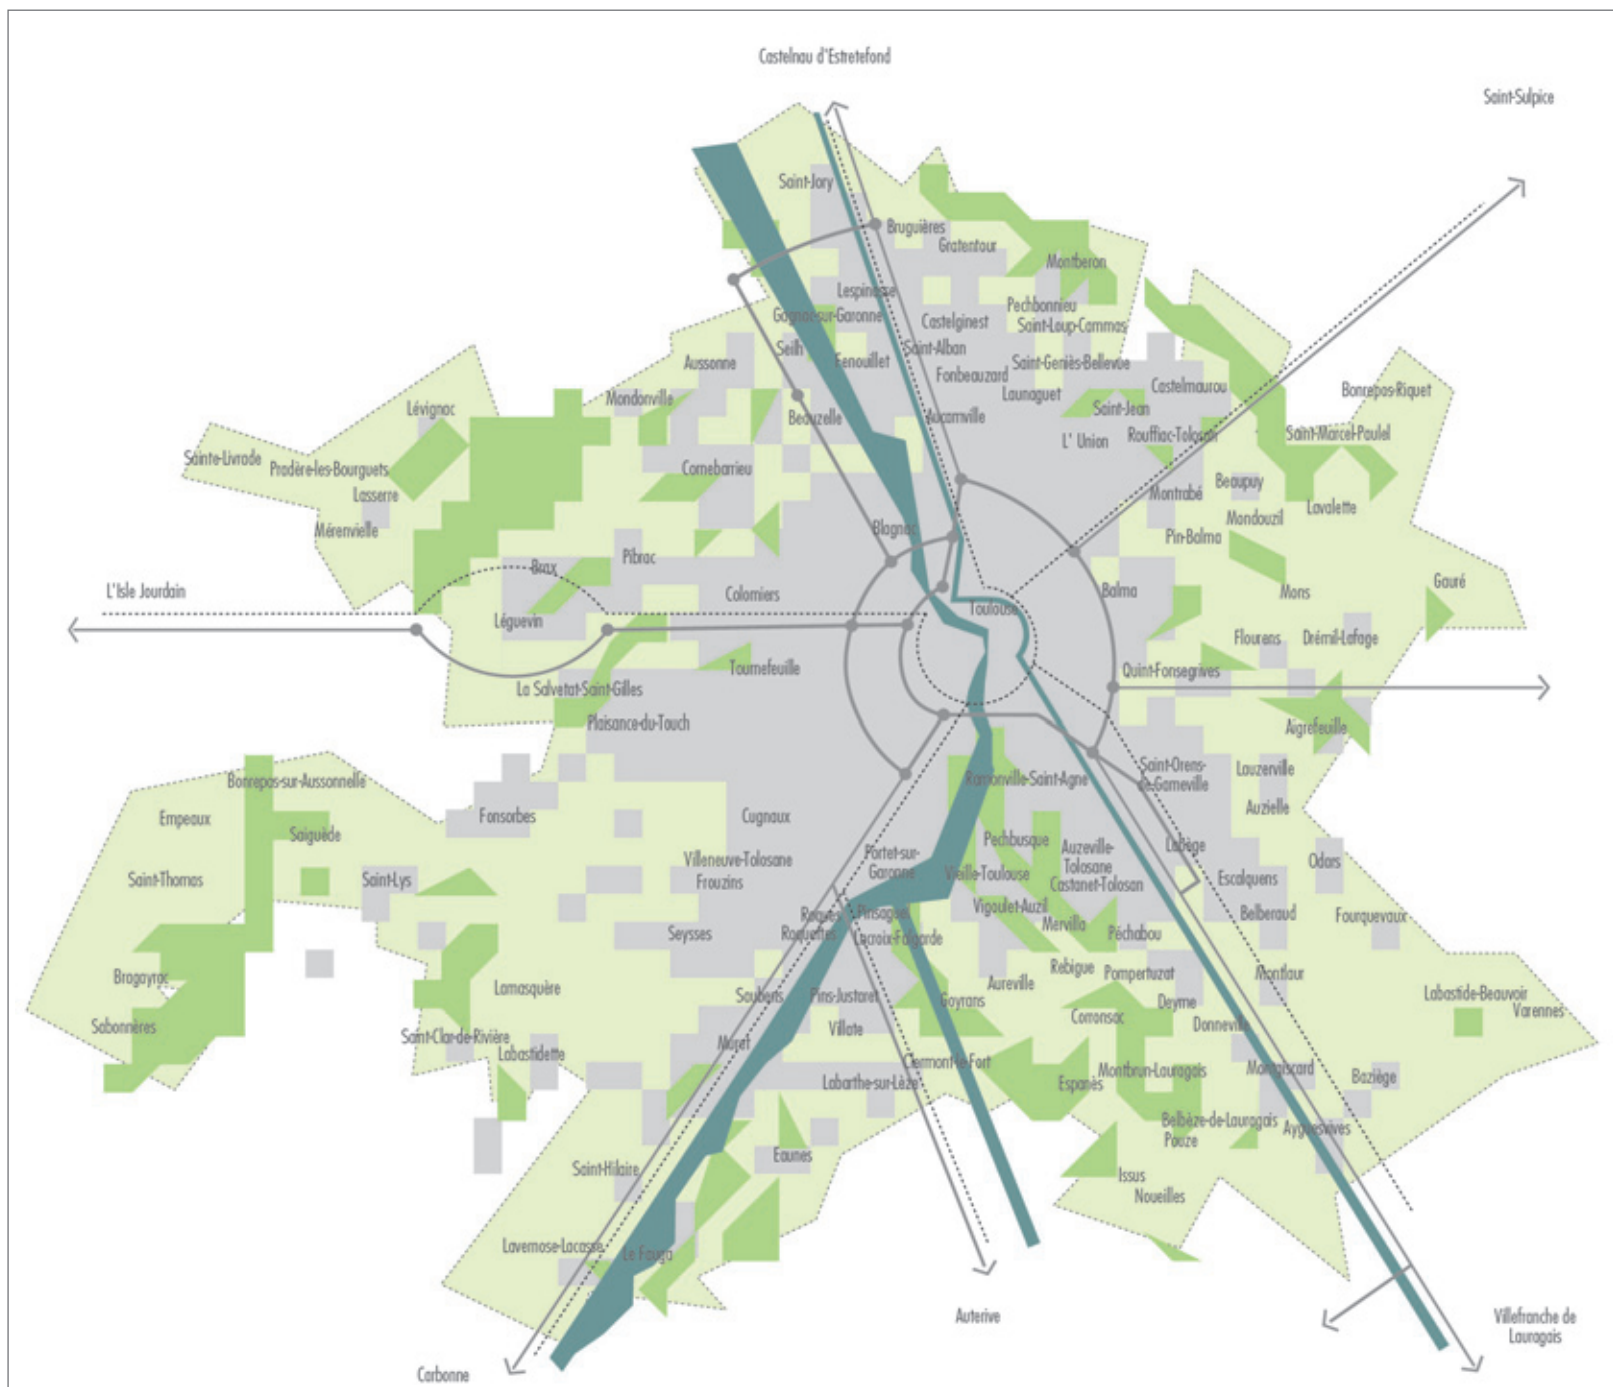 Castelnau d'Estretefond
Saint-Sulpice
Saint-Jory
Bruguières
Gratentour
Montberon
Lespinasse
Pechbonnieu
Gagnac-sur-Garonne
Castelginest
Saint-Loup-Cammas
Seilh
Saint-Alban
Aussonne
Fenouillet
Saint-Geniès-Bellevue
Fonbeauzard
Castelmaurou
Bonrepos-Riquet
Launaguet
Mondonville
Lévignac
Saint-Jean
Beauzelle
Aucamville
L' Union
Rouffiac-Tolosan
Saint-Marcel-Paulel
Sainte-Livrade
Pradère-les-Bourguets
Cornebarrieu
Beaupuy
Lasserre
Montrabé
Lavalette
Mondouzil
Mérenvielle
Blagnac
Pin-Balma
Pibrac
Brax
Gauré
L'Isle Jourdain
Colomiers
Balma
Mons
Toulouse
Léguevin
Flourens
Drémil-Lafage
Tournefeuille
Quint-Fonsegrives
La Salvetat-Saint-Gilles
Plaisance-du-Touch
Aigrefeuille
Saint-Orens-
de-Gameville
Lauzerville
Bonrepos-sur-Aussonnelle
Ramonville-Saint-Agne
Auzielle
Empeaux
Fonsorbes
Cugnaux
Saiguède
Pechbusque
Auzeville-
Tolosane
Labège
Portet-sur-
Garonne
Villeneuve-Tolosane
Odars
Saint-Thomas
Saint-Lys
Frouzins
Vieille-Toulouse
Castanet-Tolosan
Escalquens
Vigoulet-Auzil
Roques
Pinsaguel
Belberaud
Fourquevaux
Mervilla
Péchabou
Seysses
Roquettes
Lacroix-Falgarde
Rebigue
Pompertuzat
Montlaur
Bragayrac
Lamasquère
Aureville
Saubens
Pins-Justaret
Goyrans
Deyme
Labastide-Beauvoir
Varennes
Corronsac
Donneville
Sabonnères
Saint-Clar-de-Rivière
Villate
Muret
Labastidette
Clermont-le-Fort
Montbrun-Lauragais
Montgiscard
Baziège
Labarthe-sur-Lèze
Espanès
Belbèze-de-Lauragais
Ayguesvives
Pouze
Eaunes
Saint-Hilaire
Issus
Noueilles
Lavernose-Lacasse
Le Fauga
Auterive
Villefranche de
Lauragais
Carbonne